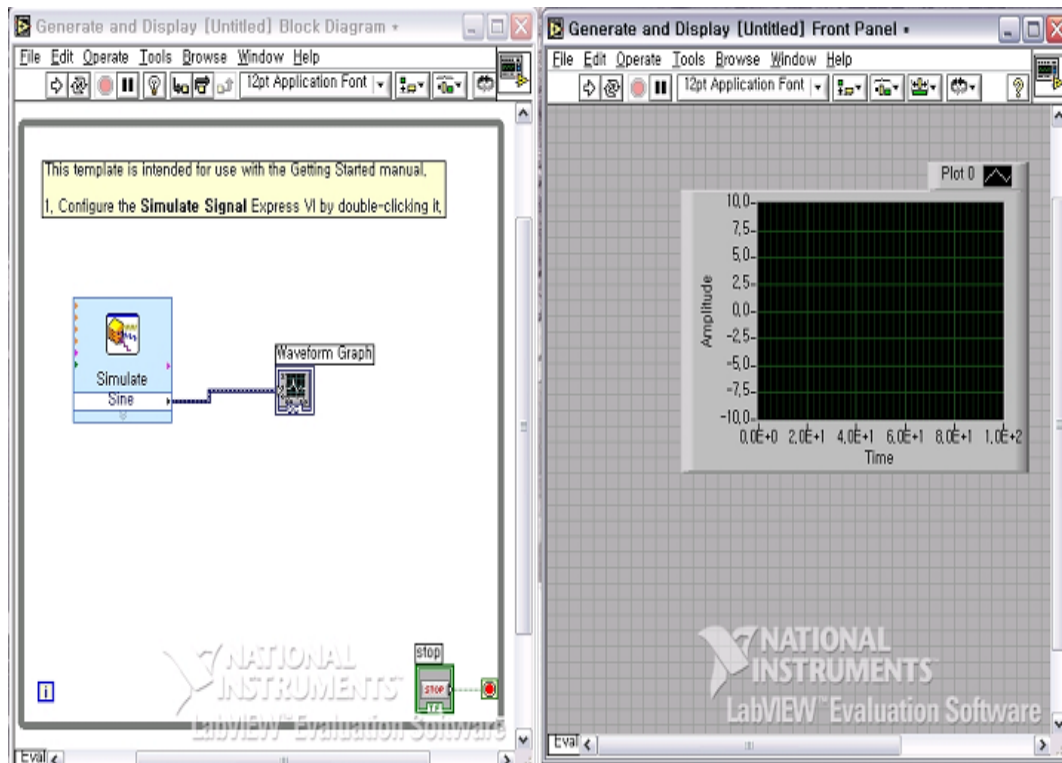 Generate and Display [Untitled] Block Diagram *
File Edit Operate Tools Browse Window Help
12pt Application Font
This template is intended for use with the Getting Started manual.
1. Configure the Simulate Signal Express VI by double-clicking it.
Simulate
Sine
Waveform Graph
i
stop
STOP
TF
NATIONAL
INSTRUMENTS™
LabVIEW™ Evaluation Software
Eval
Generate and Display [Untitled] Front Panel *
File Edit Operate Tools Browse Window Help
12pt Application Font
Plot 0
Amplitude
10,0-
7,5-
5,0-
2,5-
0,0-
-2,5-
-5,0-
-7,5-
-10,0-
0,0E+0 2,0E+1 4,0E+1 6,0E+1 8,0E+1 1,0E+2
Time
NATIONAL
INSTRUMENTS™
LabVIEW™ Evaluation Software
Eval